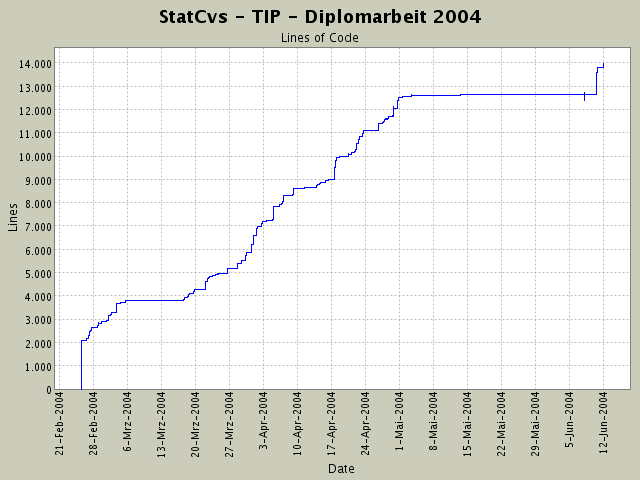 StatCvs - TIP - Diplomarbeit 2004
Lines of Code
14.000
13.000
12.000
11.000
10.000
9.000
8.000
7.000
6.000
5.000
4.000
3.000
2.000
1.000
0
Lines
21-Feb-2004
28-Feb-2004
6-Mrz-2004
13-Mrz-2004
20-Mrz-2004
27-Mrz-2004
3-Apr-2004
10-Apr-2004
17-Apr-2004
24-Apr-2004
1-Mai-2004
8-Mai-2004
15-Mai-2004
22-Mai-2004
29-Mai-2004
5-Jun-2004
12-Jun-2004
Date